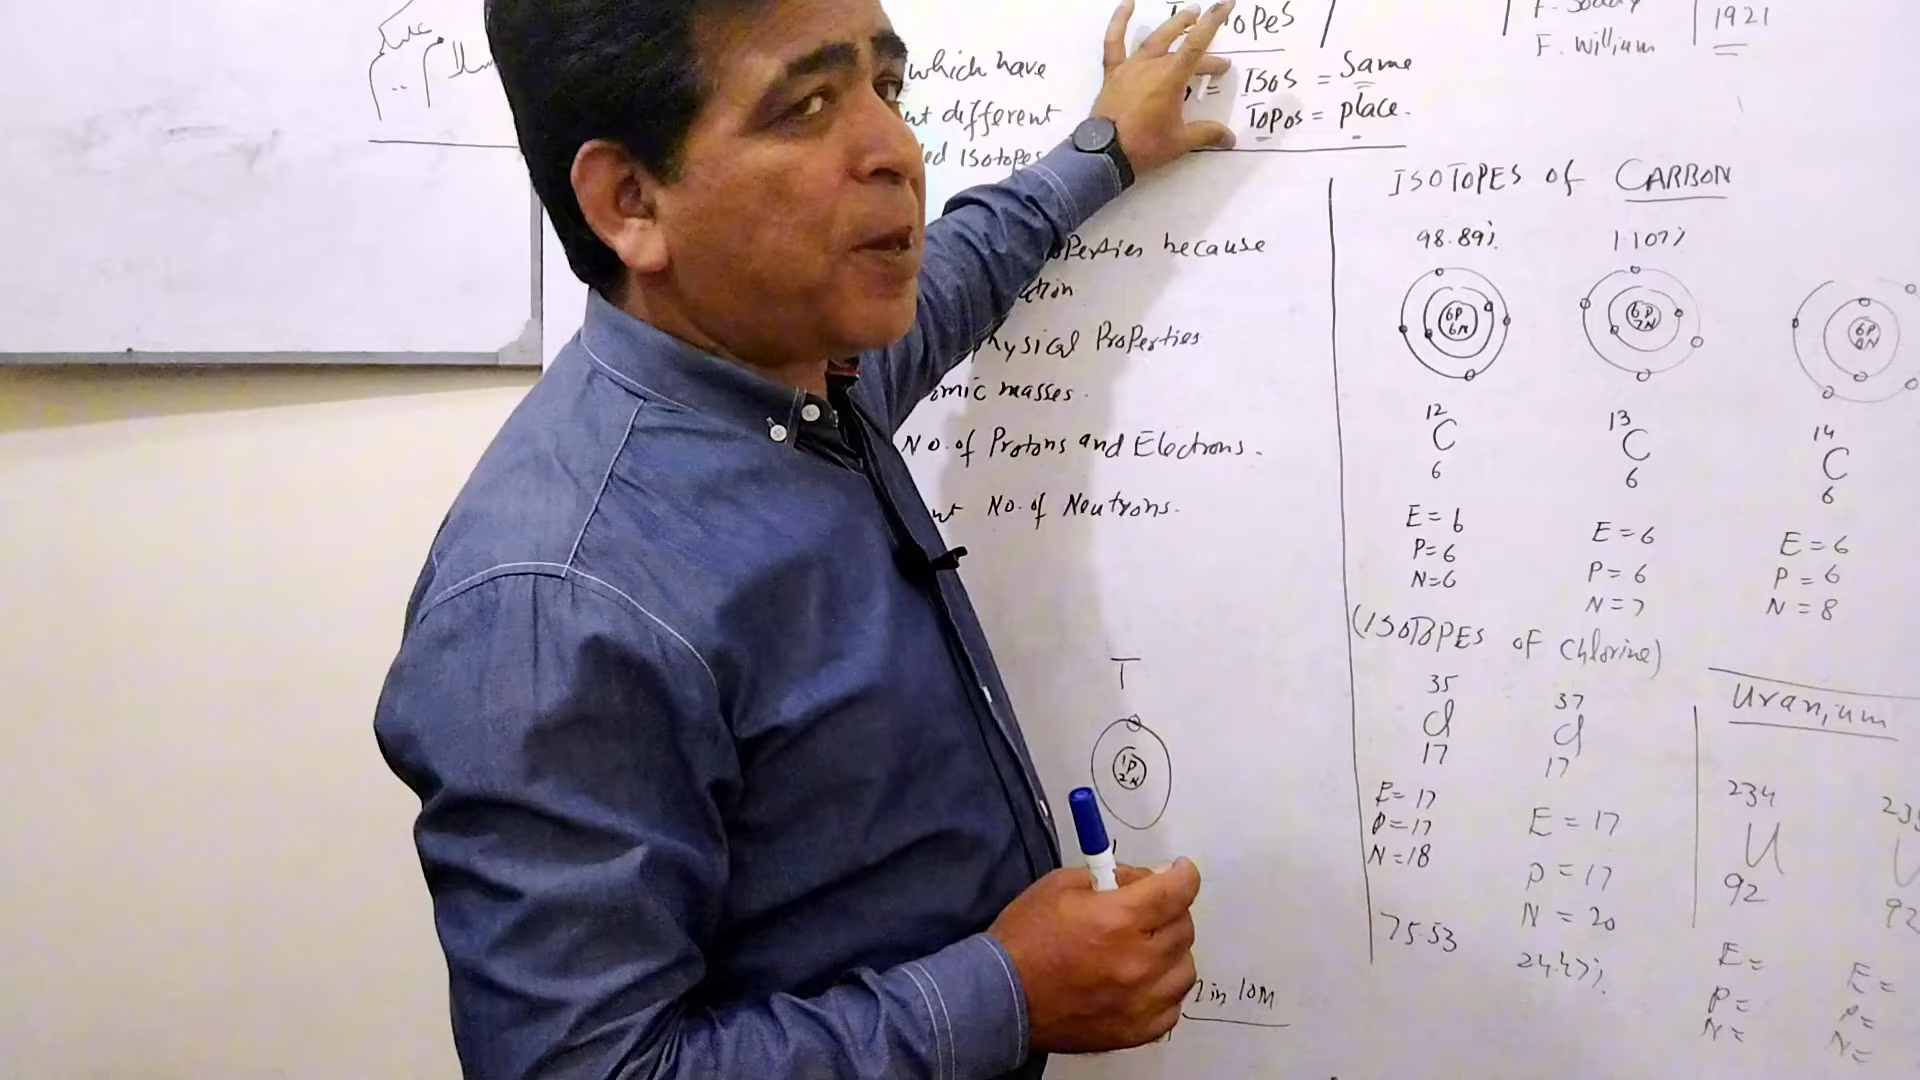 السلام علیکم
which have
different
Isotopes
F. Soddy
F. William
1921
= Isos = Same
Topos = place.
because
Physical Properties
masses.
No. of Protons and Electrons.
No. of Neutrons.
T
1P
2N
2 in 10M
ISOTOPES of CARBON
98.89%
1.107%
6P
6N
6P
7N
6P
8N
12
C
6
13
C
6
14
C
6
E = 6
P = 6
N = 6
E = 6
P = 6
N = 7
E = 6
P = 6
N = 8
(ISOTOPES OF Chlorine)
35
Cl
17
37
Cl
17
E = 17
P = 17
N = 18
E = 17
P = 17
N = 20
75.53
24.47%
Uranium
234
U
92
92
E =
P =
N =
E =
P =
N =